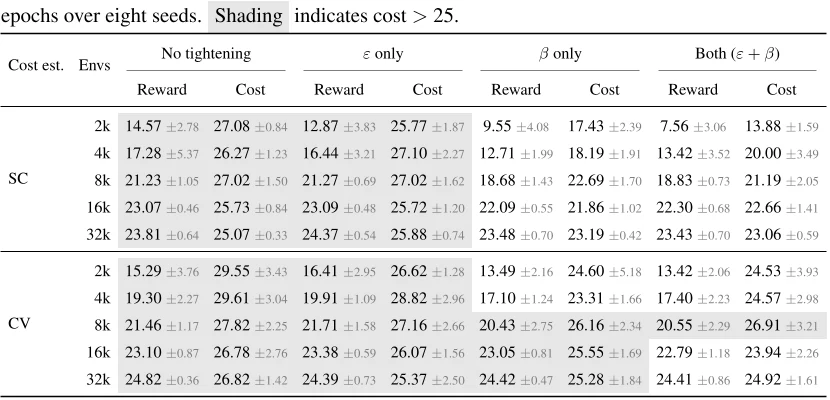 epochs over eight seeds. Shading indicates cost > 25.
Cost est. Envs No tightening ε only β only Both (ε + β)
Reward Cost Reward Cost Reward Cost Reward Cost
SC
2k 14.57 ±2.78 27.08 ±0.84 12.87 ±3.83 25.77 ±1.87 9.55 ±4.08 17.43 ±2.39 7.56 ±3.06 13.88 ±1.59
4k 17.28 ±5.37 26.27 ±1.23 16.44 ±3.21 27.10 ±2.27 12.71 ±1.99 18.19 ±1.91 13.42 ±3.52 20.00 ±3.49
8k 21.23 ±1.05 27.02 ±1.50 21.27 ±0.69 27.02 ±1.62 18.68 ±1.43 22.69 ±1.70 18.83 ±0.73 21.19 ±2.05
16k 23.07 ±0.46 25.73 ±0.84 23.09 ±0.48 25.72 ±1.20 22.09 ±0.55 21.86 ±1.02 22.30 ±0.68 22.66 ±1.41
32k 23.81 ±0.64 25.07 ±0.33 24.37 ±0.54 25.88 ±0.74 23.48 ±0.70 23.19 ±0.42 23.43 ±0.70 23.06 ±0.59
CV
2k 15.29 ±3.76 29.55 ±3.43 16.41 ±2.95 26.62 ±1.28 13.49 ±2.16 24.60 ±5.18 13.42 ±2.06 24.53 ±3.93
4k 19.30 ±2.27 29.61 ±3.04 19.91 ±1.09 28.82 ±2.96 17.10 ±1.24 23.31 ±1.66 17.40 ±2.23 24.57 ±2.98
8k 21.46 ±1.17 27.82 ±2.25 21.71 ±1.58 27.16 ±2.66 20.43 ±2.75 26.16 ±2.34 20.55 ±2.29 26.91 ±3.21
16k 23.10 ±0.87 26.78 ±2.76 23.38 ±0.59 26.07 ±1.56 23.05 ±0.81 25.55 ±1.69 22.79 ±1.18 23.94 ±2.26
32k 24.82 ±0.36 26.82 ±1.42 24.39 ±0.73 25.37 ±2.50 24.42 ±0.47 25.28 ±1.84 24.41 ±0.86 24.92 ±1.61